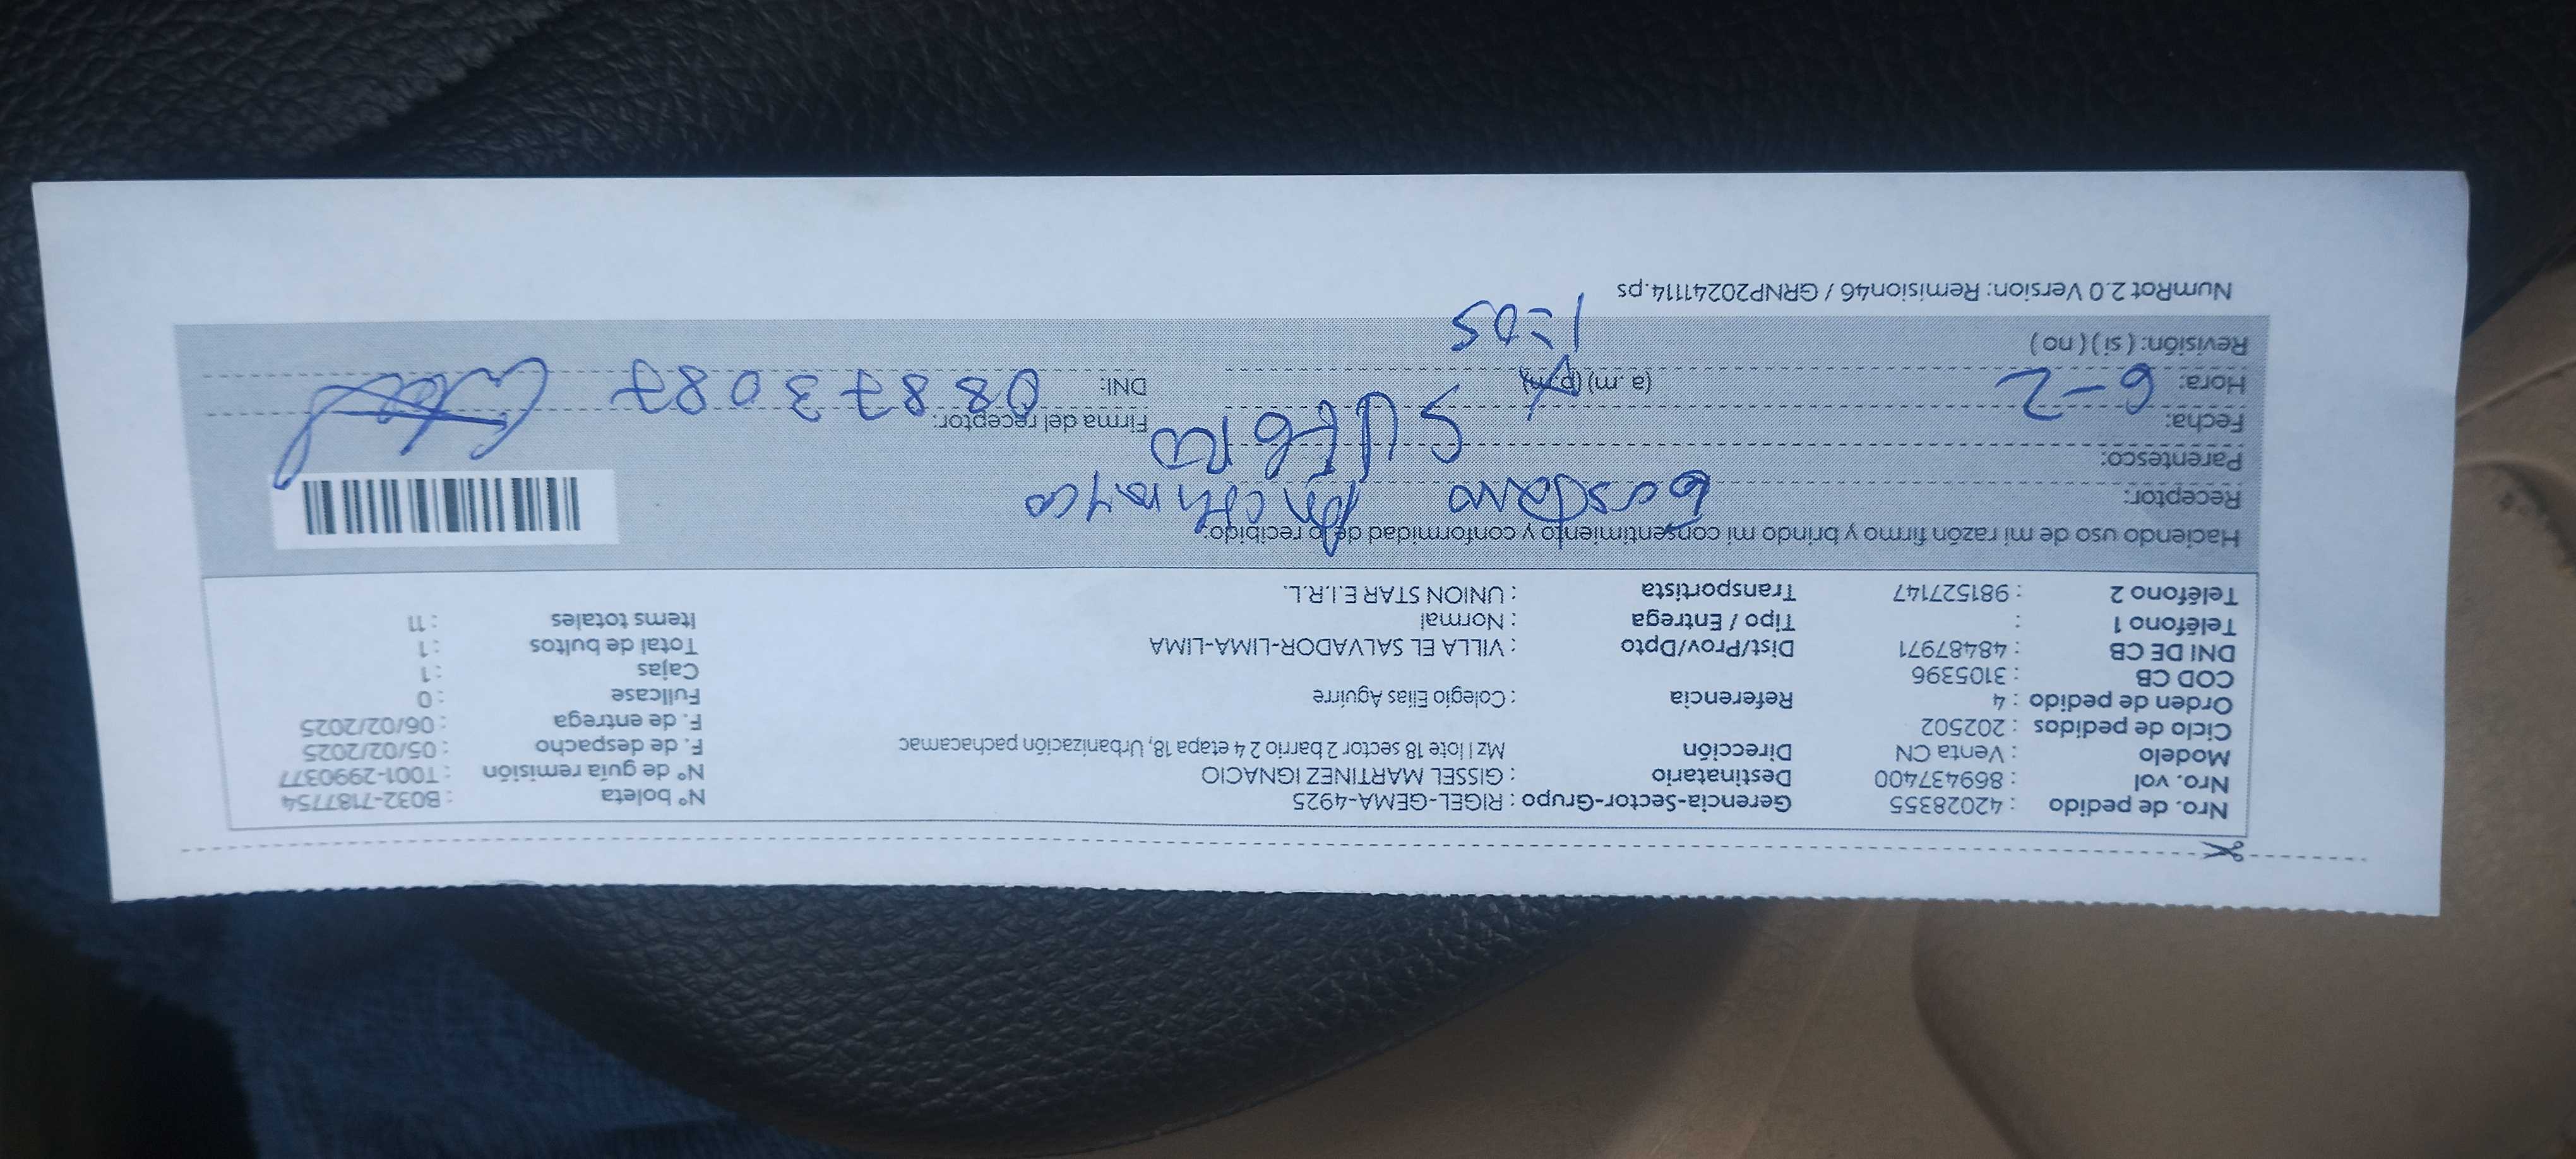 Nro. de pedido : 42028355 Gerencia-Sector-Grupo : RIGEL-GEMA-4925 N° boleta : B032-7187754
Nro. vol : 869437400 Destinatario : GISSEL MARTINEZ IGNACIO N° de guía remisión : T001-2990377
Modelo : Venta CN Dirección Mz I lote 18 sector 2 barrio 2 4 etapa 18, Urbanización pachacamac F. de despacho : 05/02/2025
Ciclo de pedidos : 202502 F. de entrega : 06/02/2025
Orden de pedido : 4 Referencia : Colegio Elias Aguirre Fullcase : 0
COD CB : 3105396 Cajas : 1
DNI DE CB : 48487971 Dist/Prov/Dpto : VILLA EL SALVADOR-LIMA-LIMA Total de bultos : 1
Teléfono 1 : Tipo / Entrega : Normal Items totales : 11
Teléfono 2 : 981527147 Transportista : UNION STAR E.I.R.L.
Haciendo uso de mi razón firmo y brindo mi consentimiento y conformidad de lo recibido:
Receptor:
Parentesco: SUEGRO
Fecha: 6-2 Firma del receptor:
Hora: (a.m) (p.m) DNI: 08873087
1:05
Revisión: ( si ) ( no )
NumRot 2.0 Version: Remision46 / GRNP20241114.ps